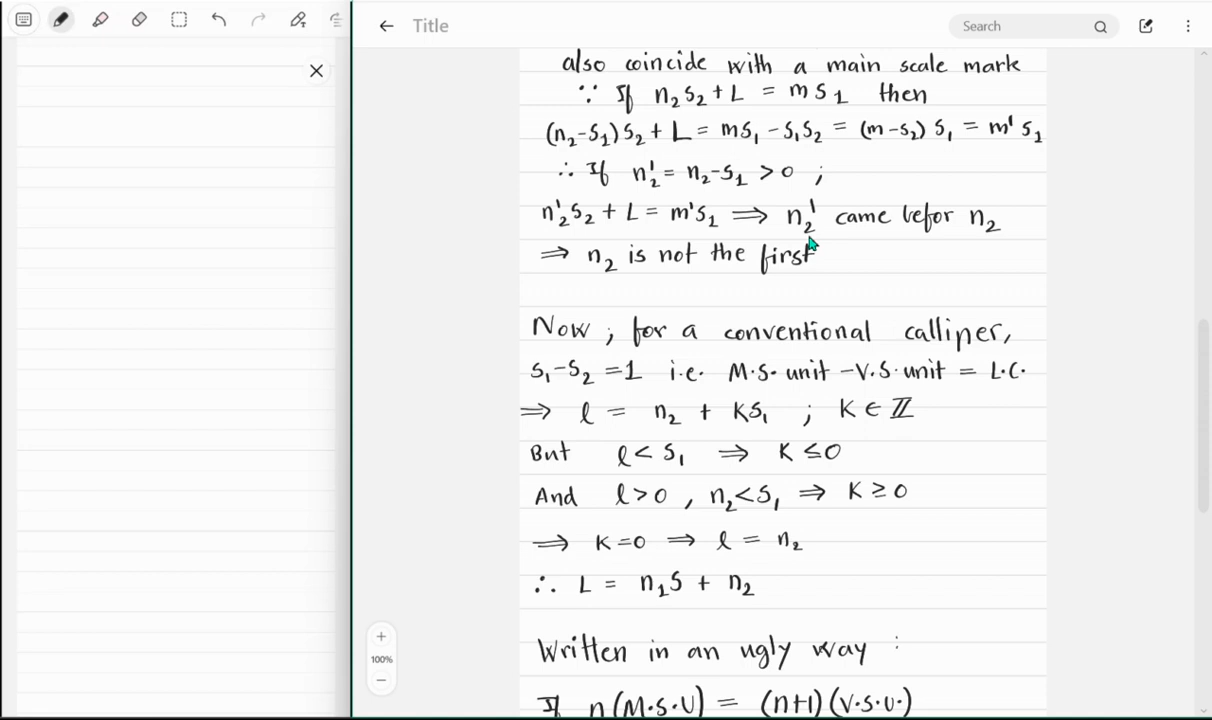 Title
Search
also coincide with a main scale mark
∵ If n₂s₂ + L = m s₁ then
(n₂-s₁)s₂ + L = ms₁ - s₁s₂ = (m-s₂) s₁ = m' s₁
∴ If n₂' = n₂-s₁ > 0 ;
n'₂s₂ + L = m's₁ ⟹ n₂' came befor n₂
⟹ n₂ is not the first
Now ; for a conventional calliper,
s₁-s₂ = 1 i.e. M.S. unit - V.S. unit = L.C.
⟹ l = n₂ + Ks₁ ; K ∈ ℤ
But l < s₁ ⟹ K ≤ 0
And l > 0 , n₂ < s₁ ⟹ K ≥ 0
⟹ K=0 ⟹ l = n₂
∴ L = n₁S + n₂
Written in an ugly way :
If n(M.S.U) = (n+1)(V.S.U.)
100%